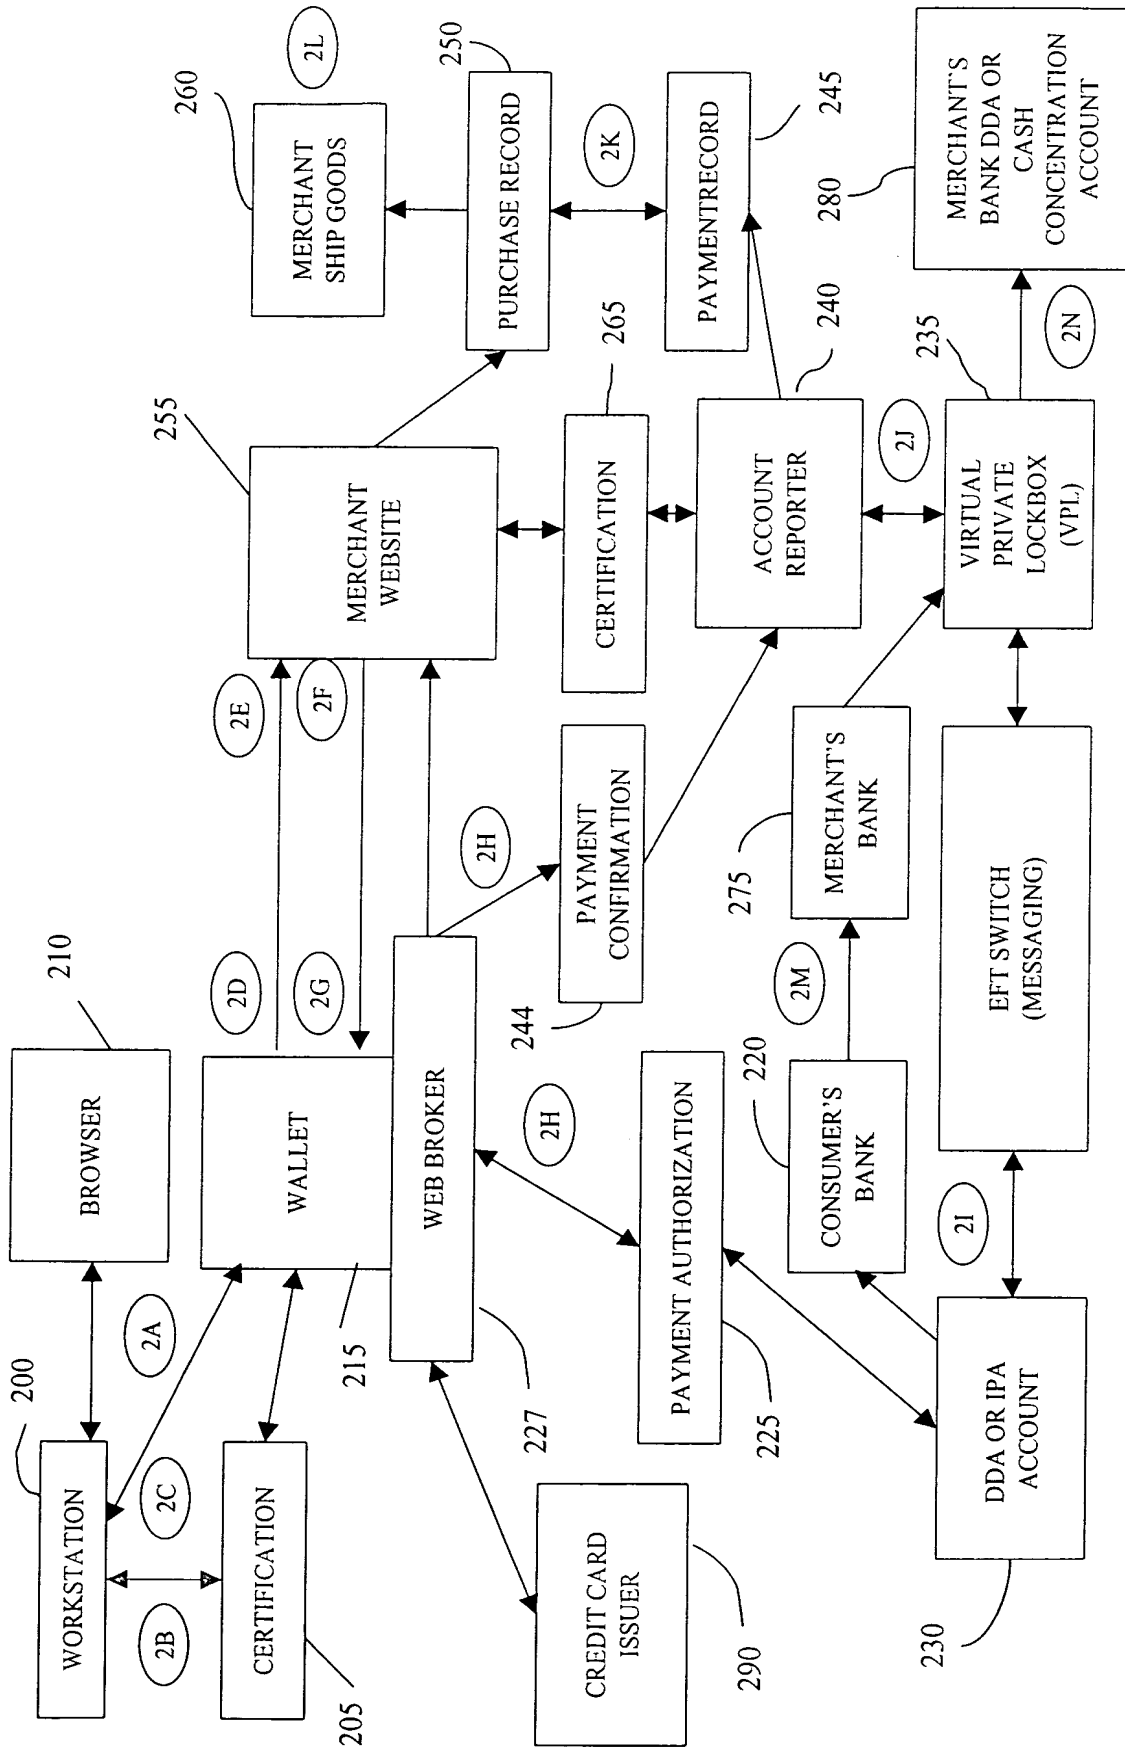 200
WORKSTATION
2B
2C
2A
CERTIFICATION
205
BROWSER
210
WALLET
215
WEB BROKER
227
2D
2G
2E
2F
MERCHANT
WEBSITE
255
MERCHANT
SHIP GOODS
260
2L
PURCHASE RECORD
250
2K
PAYMENTRECORD
245
CERTIFICATION
265
2H
PAYMENT
CONFIRMATION
244
2H
PAYMENT AUTHORIZATION
225
CREDIT CARD
ISSUER
290
ACCOUNT
REPORTER
240
2J
CONSUMER'S
BANK
220
2M
MERCHANT'S
BANK
275
DDA OR IPA
ACCOUNT
230
2I
EFT SWITCH
(MESSAGING)
VIRTUAL
PRIVATE
LOCKBOX
(VPL)
235
2N
MERCHANT'S
BANK DDA OR
CASH
CONCENTRATION
ACCOUNT
280